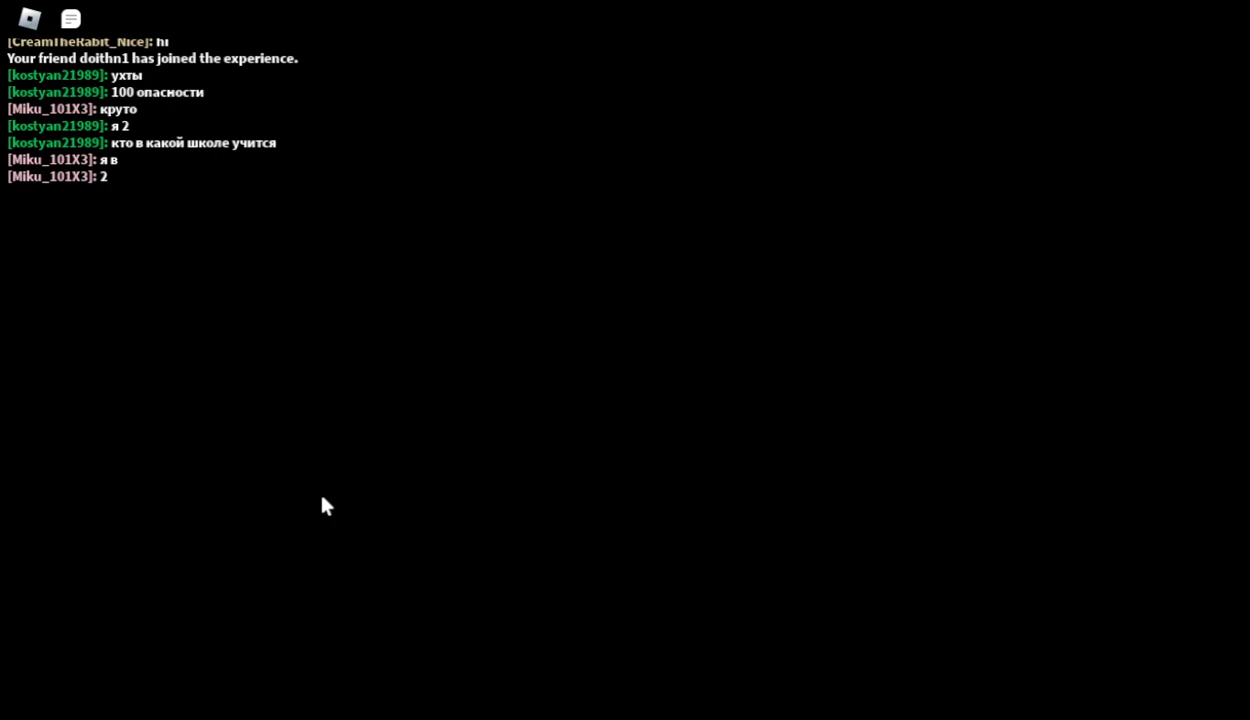 [CreamTheRabit_Nice]: hi
Your friend doithn1 has joined the experience.
[kostyan21989]: ухты
[kostyan21989]: 100 опасности
[Miku_101X3]: круто
[kostyan21989]: я 2
[kostyan21989]: кто в какой школе учится
[Miku_101X3]: я в
[Miku_101X3]: 2